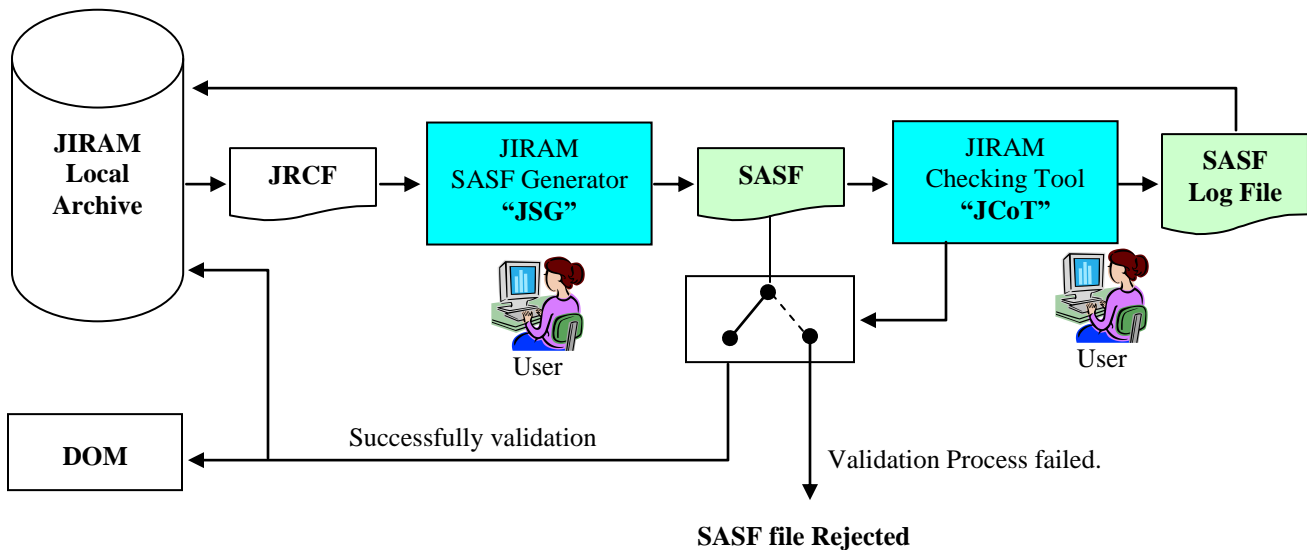 JIRAM
Local
Archive
JRCF
JIRAM
SASF Generator
“JSG”
SASF
JIRAM
Checking Tool
“JCoT”
SASF
Log File
User
User
DOM
Successfully validation
Validation Process failed.
SASF file Rejected